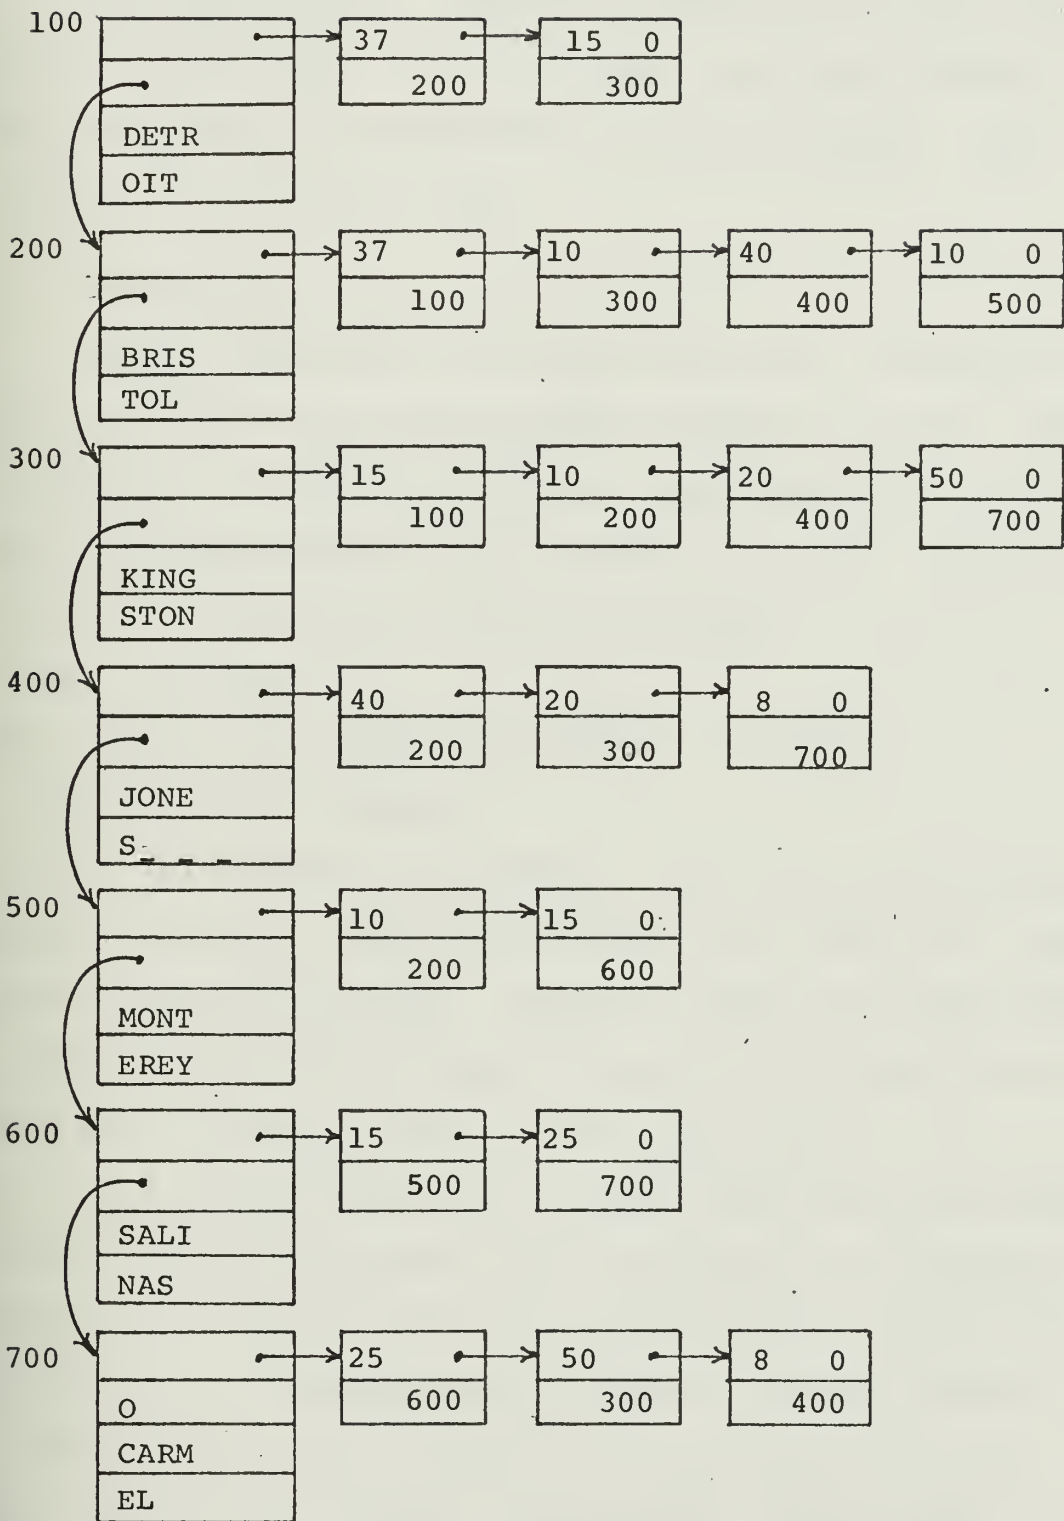 100
37 15 0
200 300
DETR
OIT
200
37 10 40 10 0
100 300 400 500
BRIS
TOL
300
15 10 20 50 0
100 200 400 700
KING
STON
400
40 20 8 0
200 300 700
JONE
S_ _ _ _
500
10 15 0
200 600
MONT
EREY
600
15 25 0
500 700
SALI
NAS
700
25 50 8 0
O 600 300 400
CARM
EL